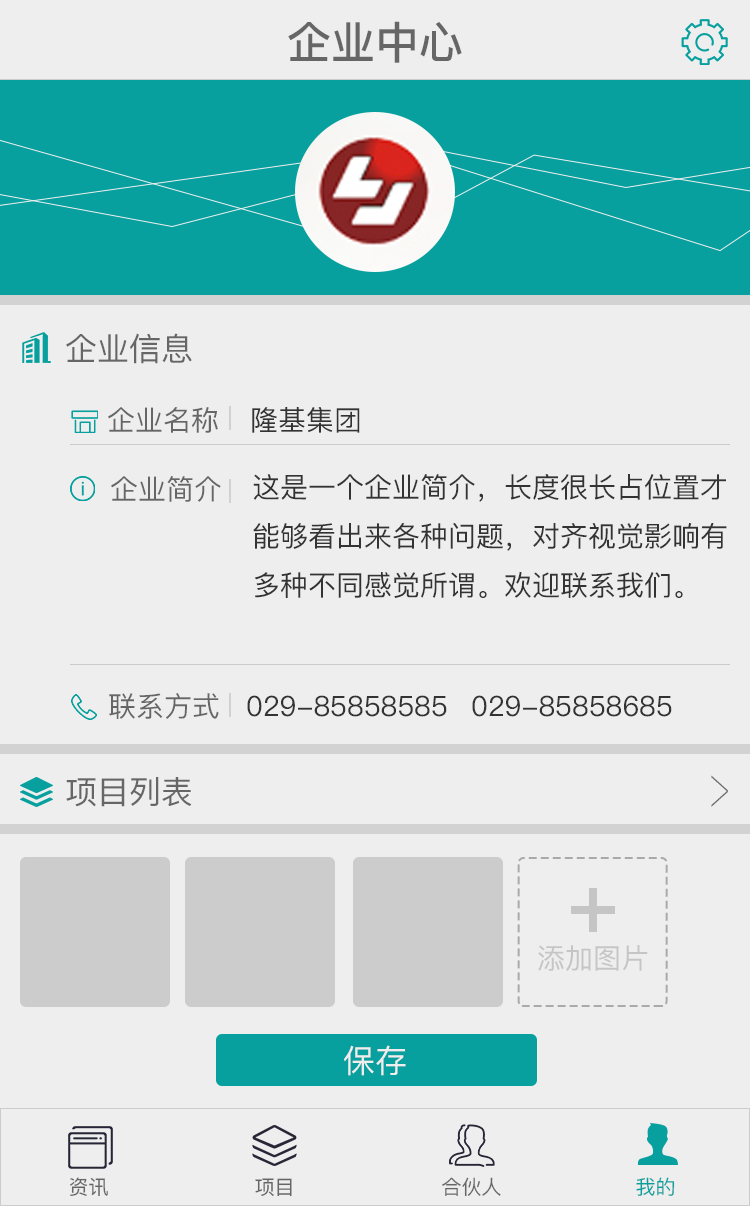 企业中心
企业信息
企业名称 隆基集团
企业简介 这是一个企业简介，长度很长占位置才
能够看出来各种问题，对齐视觉影响有
多种不同感觉所谓。欢迎联系我们。
联系方式 029-85858585 029-85858685
项目列表
添加图片
保存
资讯 项目 合伙人 我的